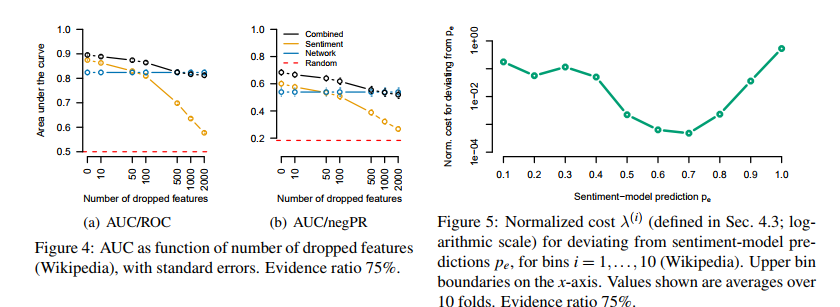 1.0
0.9
0.8
0.7
0.6
0.5
Area under the curve
0 10 50 100 500 1000 2000
Number of dropped features
(a) AUC/ROC
1.0
0.8
0.6
0.4
0.2
Combined
Sentiment
Network
Random
0 10 50 100 500 1000 2000
Number of dropped features
(b) AUC/negPR
Figure 4: AUC as function of number of dropped features
(Wikipedia), with standard errors. Evidence ratio 75%.
Norm. cost for deviating from pe
1e+00
1e−02
1e−04
0.1 0.2 0.3 0.4 0.5 0.6 0.7 0.8 0.9 1.0
Sentiment−model prediction pe
Figure 5: Normalized cost λ(i) (defined in Sec. 4.3; log-
arithmic scale) for deviating from sentiment-model pre-
dictions pe, for bins i = 1,...,10 (Wikipedia). Upper bin
boundaries on the x-axis. Values shown are averages over
10 folds. Evidence ratio 75%.